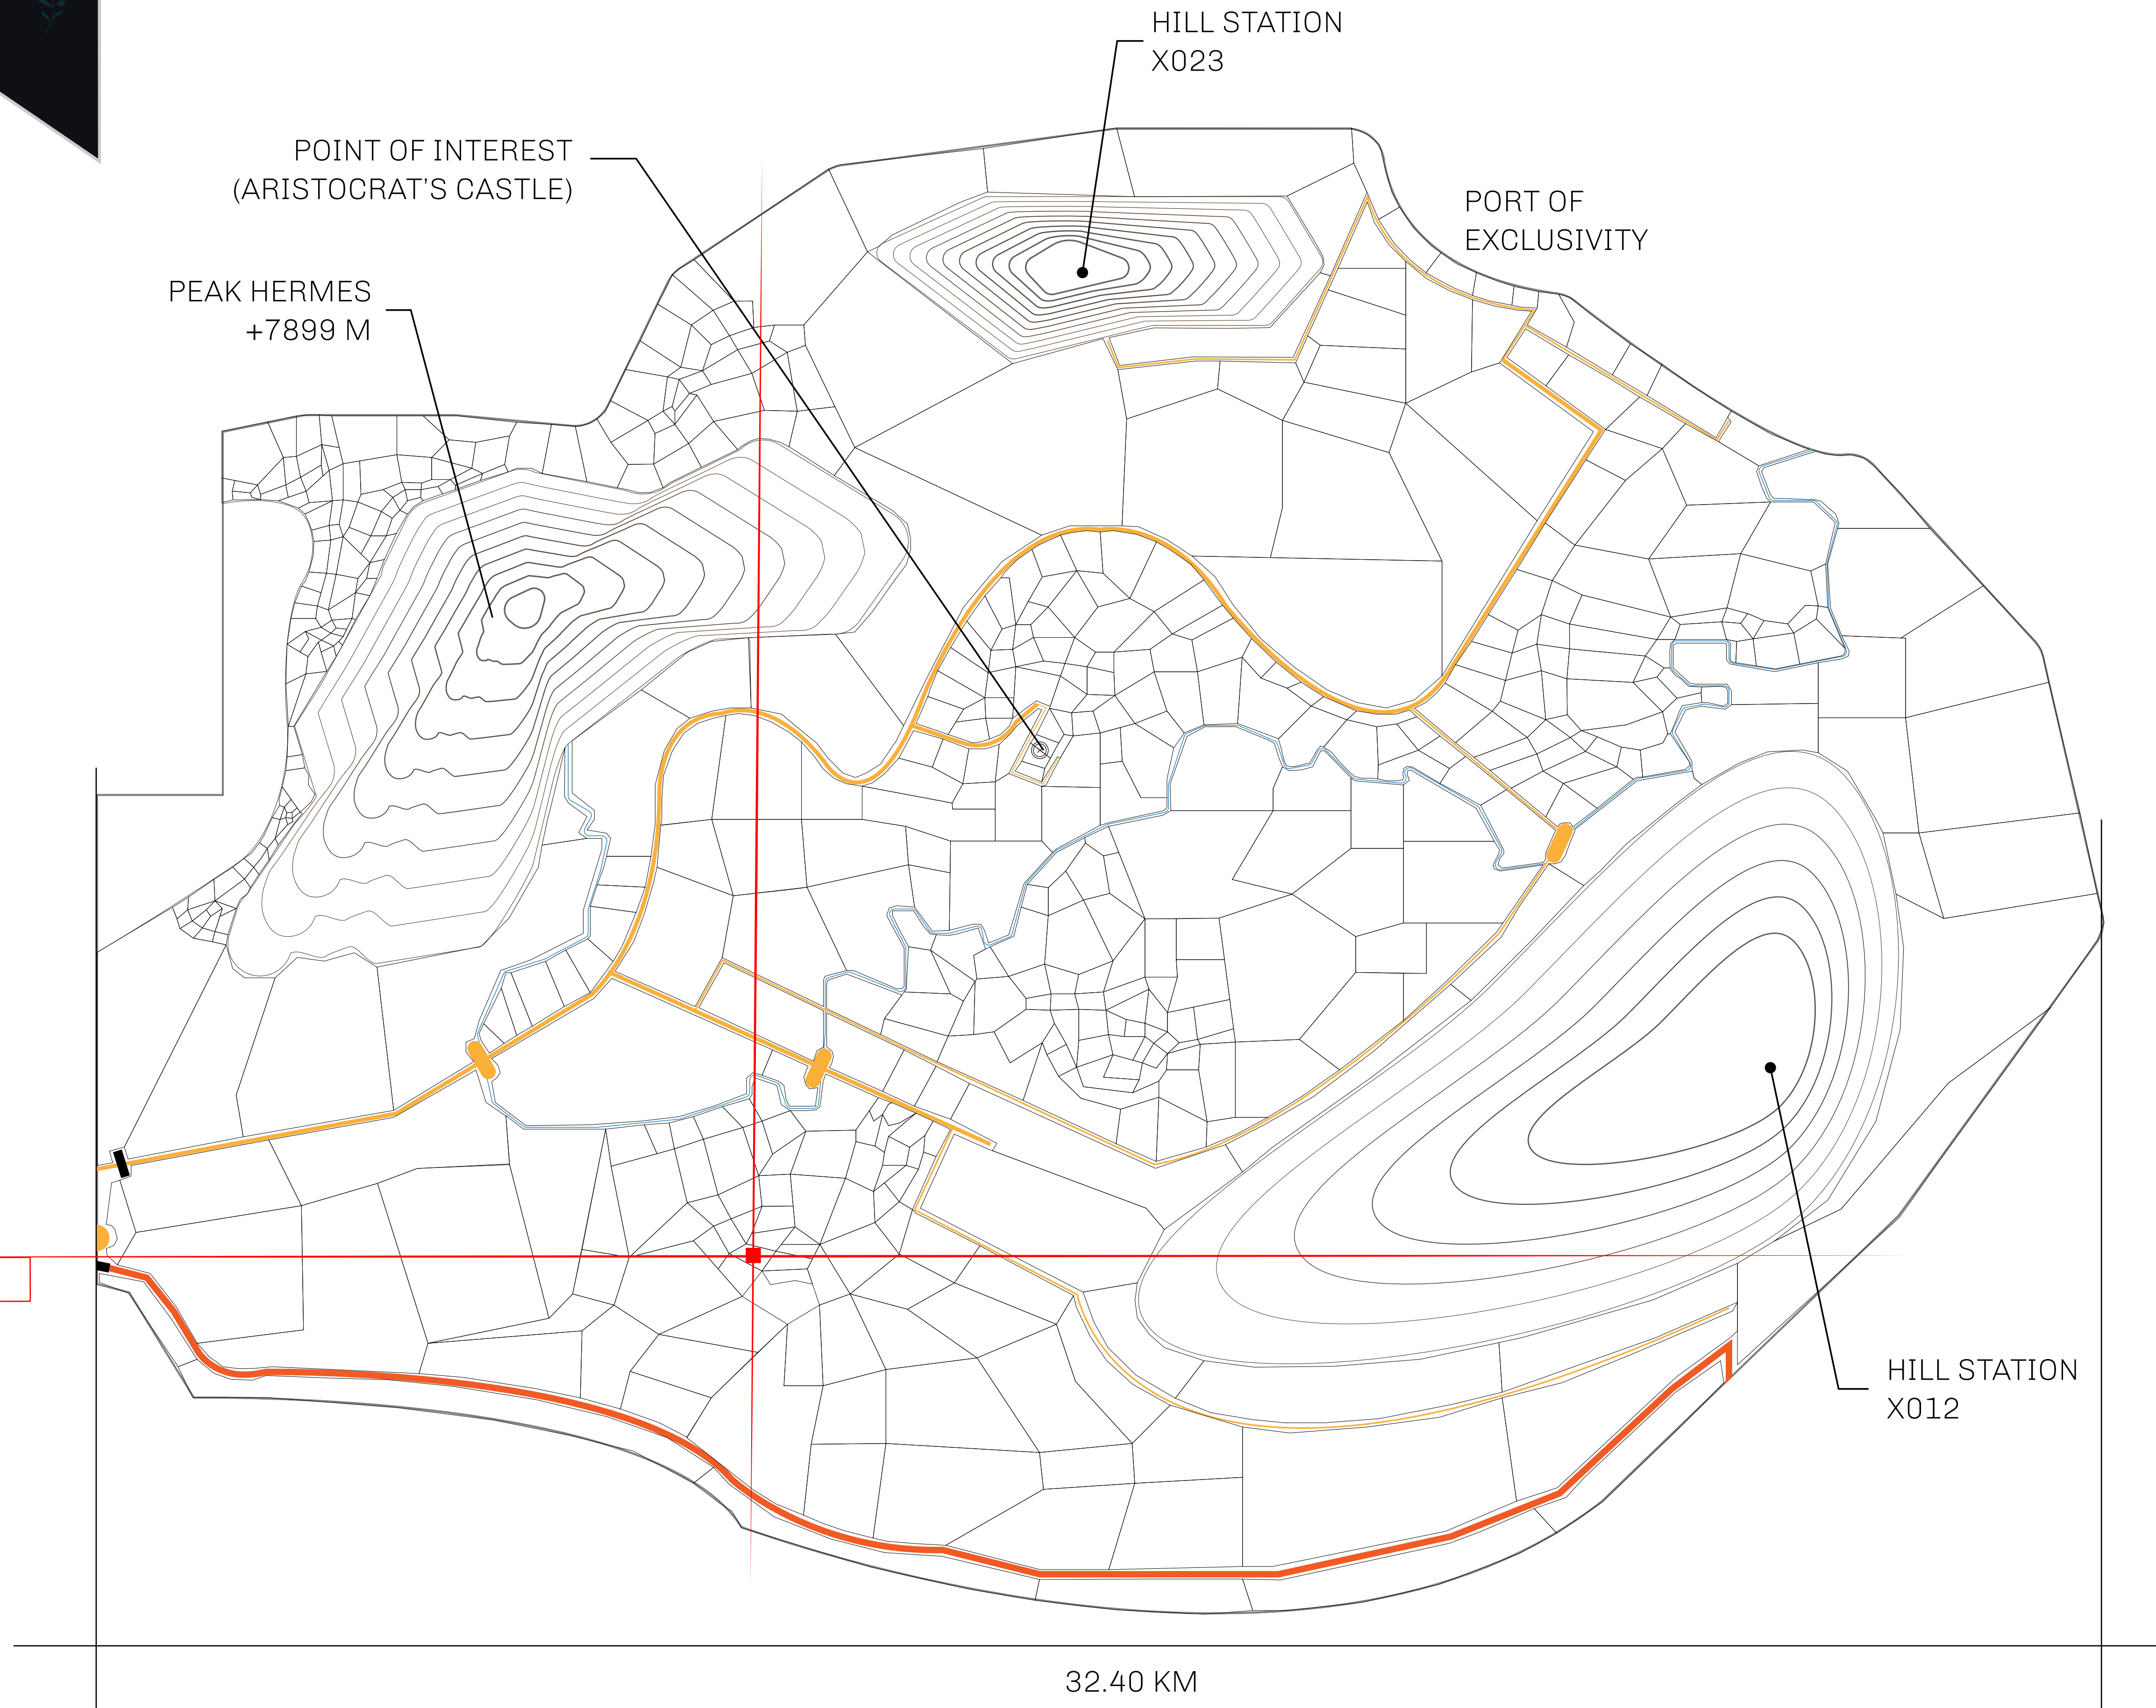 HILL STATION
X023
POINT OF INTEREST
(ARISTOCRAT’S CASTLE)
PORT OF
EXCLUSIVITY
PEAK HERMES
+7899 M
HILL STATION
X012
32.40 KM